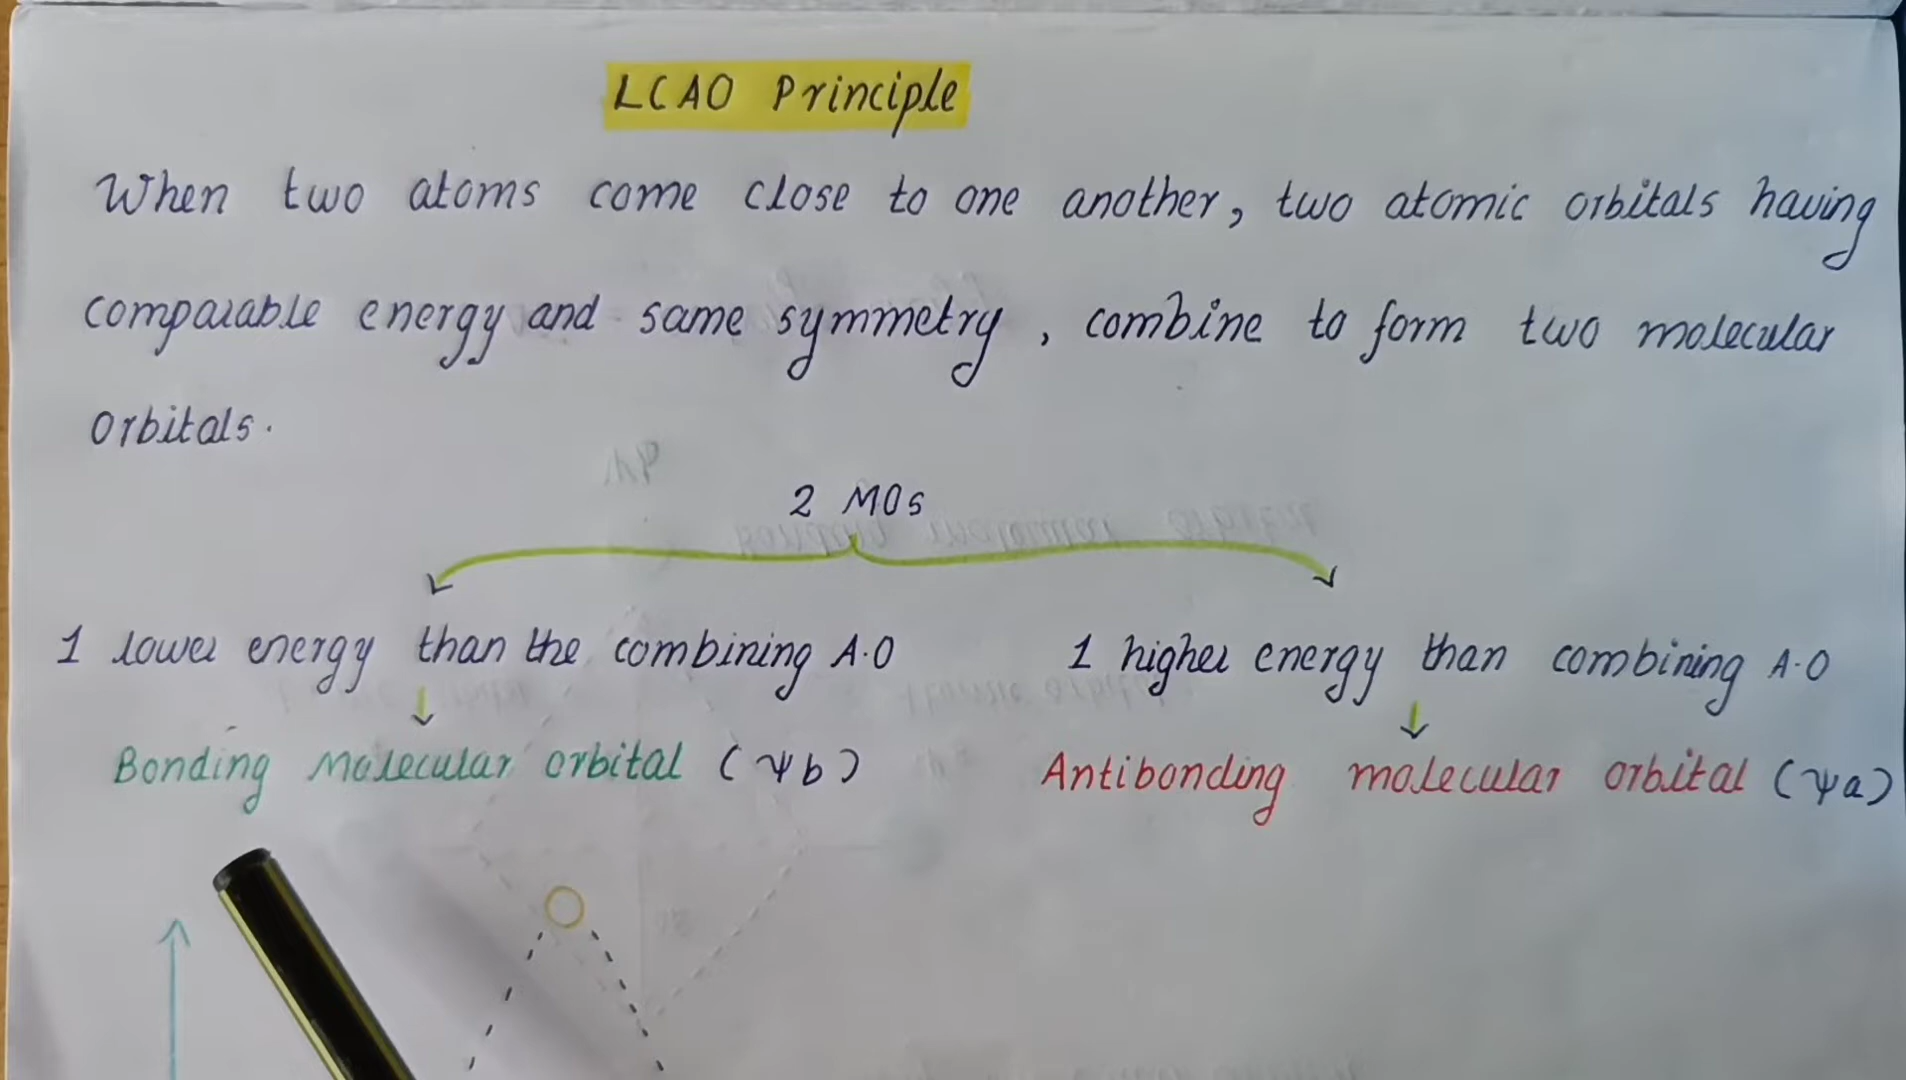 LCAO Principle
When two atoms come close to one another, two atomic orbitals having
comparable energy and same symmetry, combine to form two molecular
orbitals.
2 MOs
1 lower energy than the combining A.O 1 higher energy than combining A.O
Bonding Molecular orbital (ψb) Antibonding molecular orbital (ψa)